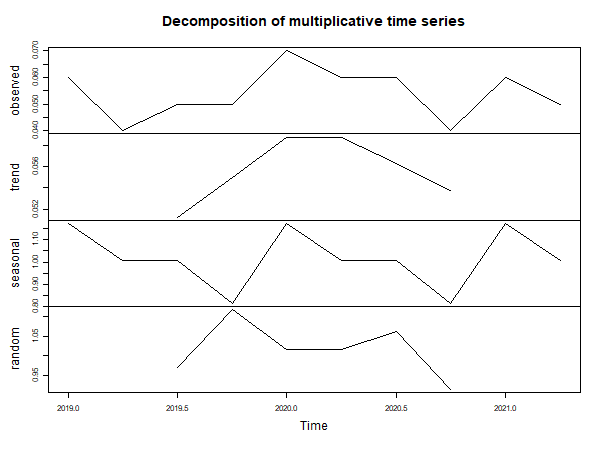 Decomposition of multiplicative time series
observed
0.040 0.050 0.060 0.070
trend
0.052 0.056
seasonal
0.80 0.90 1.00 1.10
random
0.95 1.05
2019.0 2019.5 2020.0 2020.5 2021.0
Time